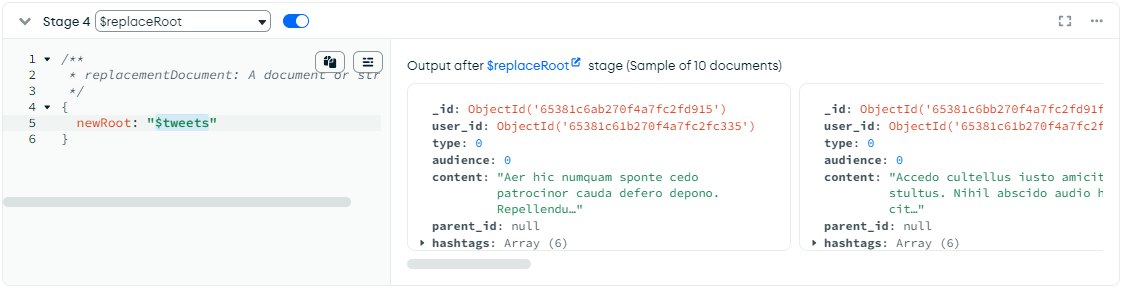 Stage 4 $replaceRoot
1 /**
2 * replacementDocument: A document or str
3 */
4 {
5 newRoot: "$tweets"
6 }
Output after $replaceRoot stage (Sample of 10 documents)
_id: ObjectId('65381c6ab270f4a7fc2fd915')
user_id: ObjectId('65381c61b270f4a7fc2fc335')
type: 0
audience: 0
content: "Aer hic numquam sponte cedo
patrocinor cauda defero depono.
Repellendu…"
parent_id: null
hashtags: Array (6)
_id: ObjectId('65381c6bb270f4a7fc2fd91f
user_id: ObjectId('65381c61b270f4a7fc2f
type: 0
audience: 0
content: "Accedo cultellus iusto amicit
stultus. Nihil abscido audio h
cit…"
parent_id: null
hashtags: Array (6)